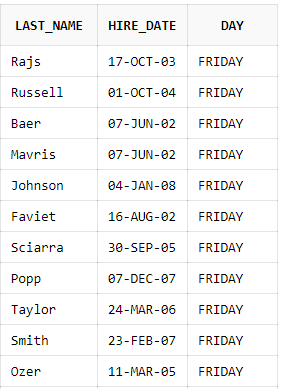 LAST_NAME HIRE_DATE DAY
Rajs 17-OCT-03 FRIDAY
Russell 01-OCT-04 FRIDAY
Baer 07-JUN-02 FRIDAY
Mavris 07-JUN-02 FRIDAY
Johnson 04-JAN-08 FRIDAY
Faviet 16-AUG-02 FRIDAY
Sciarra 30-SEP-05 FRIDAY
Popp 07-DEC-07 FRIDAY
Taylor 24-MAR-06 FRIDAY
Smith 23-FEB-07 FRIDAY
Ozer 11-MAR-05 FRIDAY